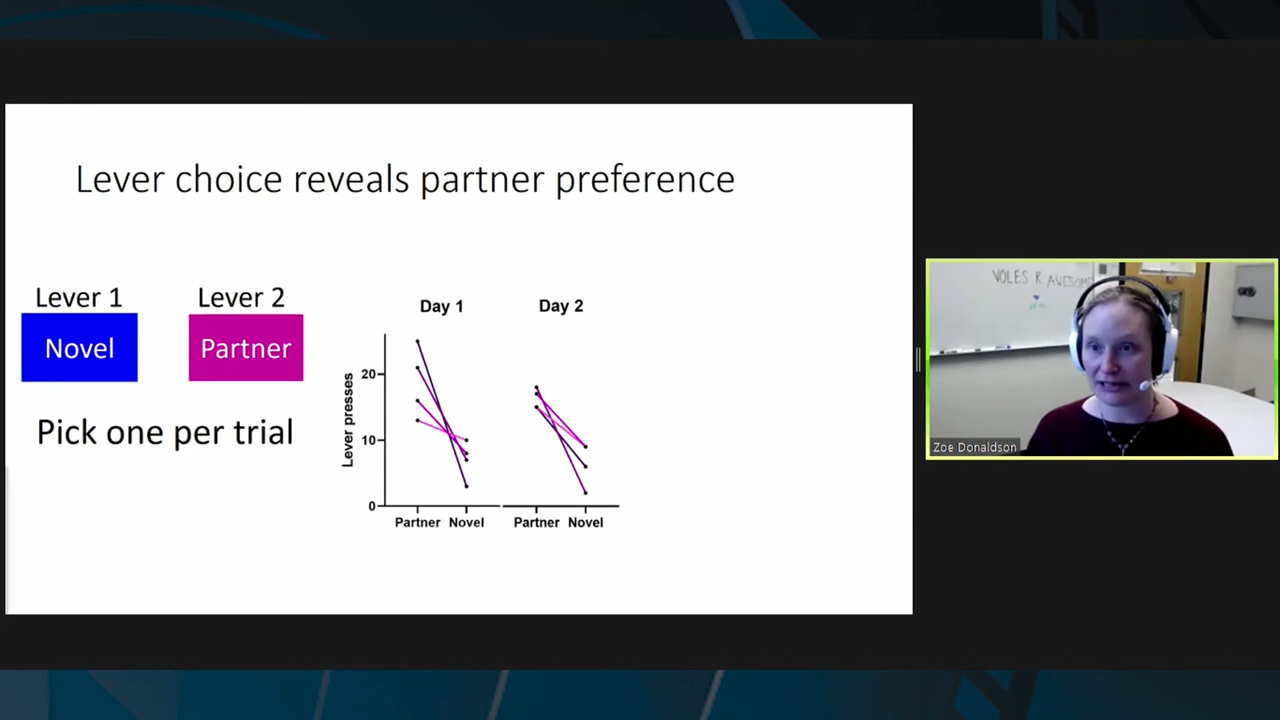 Lever choice reveals partner preference
Lever 1
Lever 2
Novel
Partner
Pick one per trial
Day 1
Day 2
Lever presses
20
10
0
Partner
Novel
Partner
Novel
VOLES R AWESOME
Zoe Donaldson